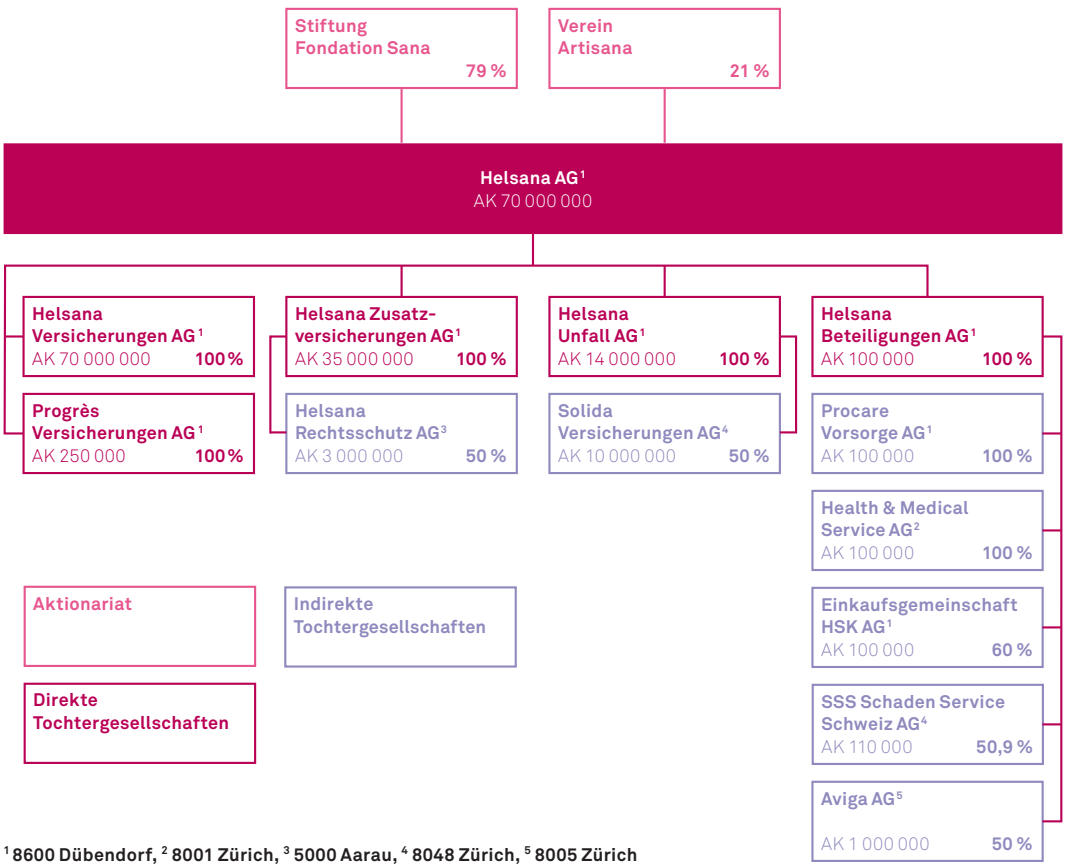 Stiftung
Fondation Sana
79 %
Verein
Artisana
21 %
Helsana AG¹
AK 70 000 000
Helsana
Versicherungen AG¹
AK 70 000 000 100 %
Progrès
Versicherungen AG¹
AK 250 000 100 %
Helsana Zusatz-
versicherungen AG¹
AK 35 000 000 100 %
Helsana
Rechtsschutz AG³
AK 3 000 000 50 %
Helsana
Unfall AG¹
AK 14 000 000 100 %
Solida
Versicherungen AG⁴
AK 10 000 000 50 %
Helsana
Beteiligungen AG¹
AK 100 000 100 %
Procare
Vorsorge AG¹
AK 100 000 100 %
Health & Medical
Service AG²
AK 100 000 100 %
Einkaufsgemeinschaft
HSK AG¹
AK 100 000 60 %
SSS Schaden Service
Schweiz AG⁴
AK 110 000 50,9 %
Aviga AG⁵
AK 1 000 000 50 %
Aktionariat
Indirekte
Tochtergesellschaften
Direkte
Tochtergesellschaften
¹ 8600 Dübendorf, ² 8001 Zürich, ³ 5000 Aarau, ⁴ 8048 Zürich, ⁵ 8005 Zürich